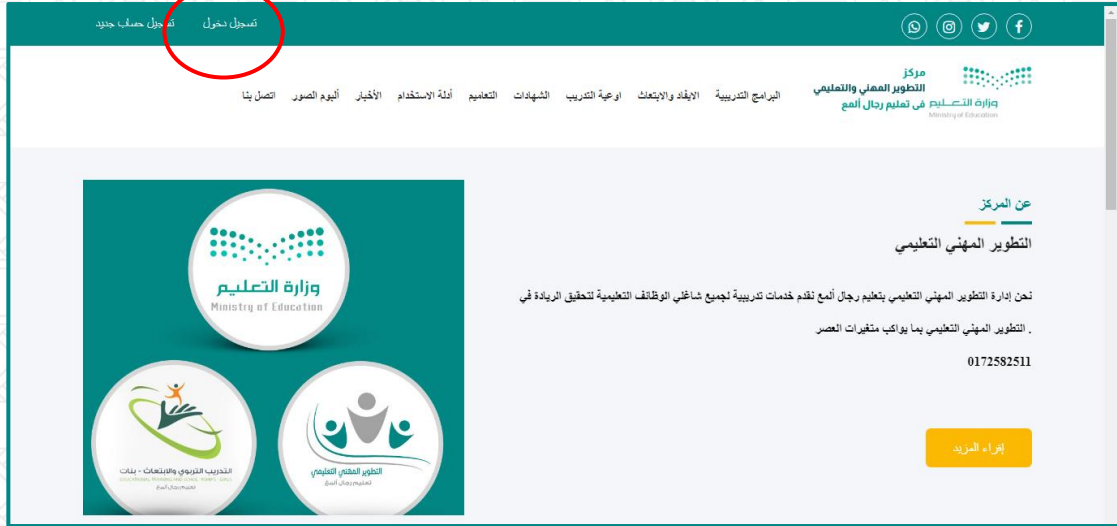 تسجيل دخول
تسجيل حساب جديد
وزارة التعليم
Ministry of Education
مركز
التطوير المهني والتعليمي
في تعليم رجال ألمع
البرامج التدريبية
الايفاد والابتعاث
اوعية التدريب
الشهادات
التعاميم
أدلة الاستخدام
الأخبار
ألبوم الصور
اتصل بنا
عن المركز
التطوير المهني التعليمي
نحن إدارة التطوير المهني التعليمي بتعليم رجال ألمع نقدم خدمات تدريبية لجميع شاغلي الوظائف التعليمية لتحقيق الريادة في
. التطوير المهني التعليمي بما يواكب متغيرات العصر
0172582511
إقراء المزيد
وزارة التعليم
Ministry of Education
التطوير المهني التعليمي
لتعليم رجال ألمع
التدريب التربوي والابتعاث - بنات